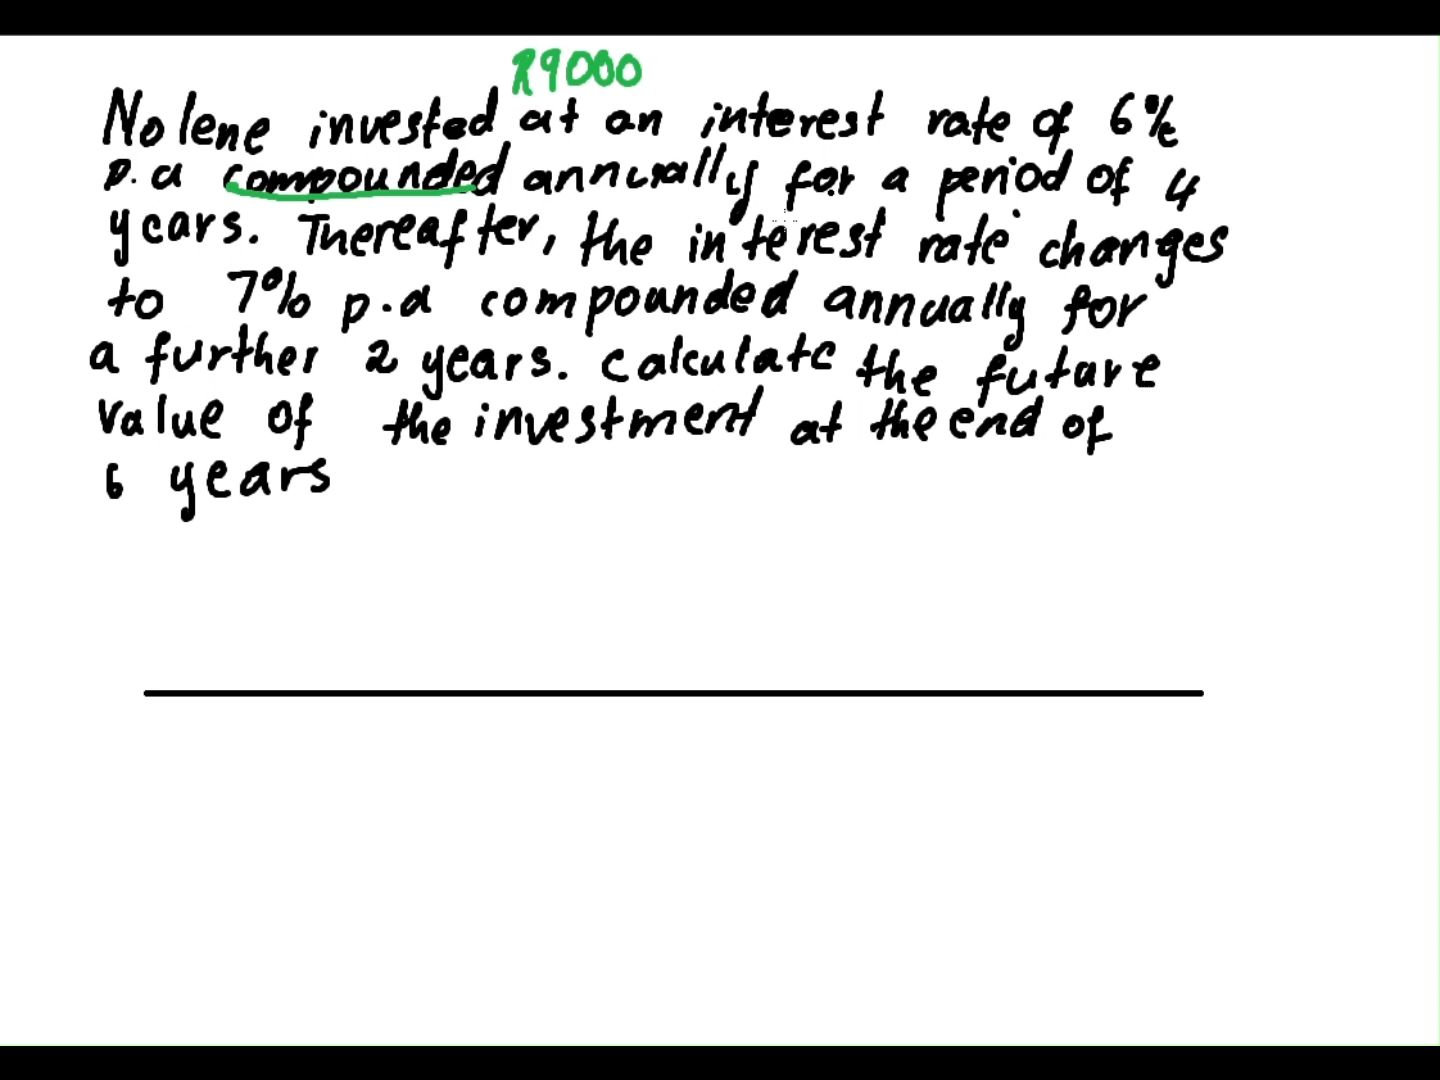 R9000
Nolene invested at an interest rate of 6%
p.a compounded annually for a period of 4
years. Thereafter, the interest rate changes
to 7% p.a compounded annually for
a further 2 years. Calculate the future
value of the investment at the end of
6 years